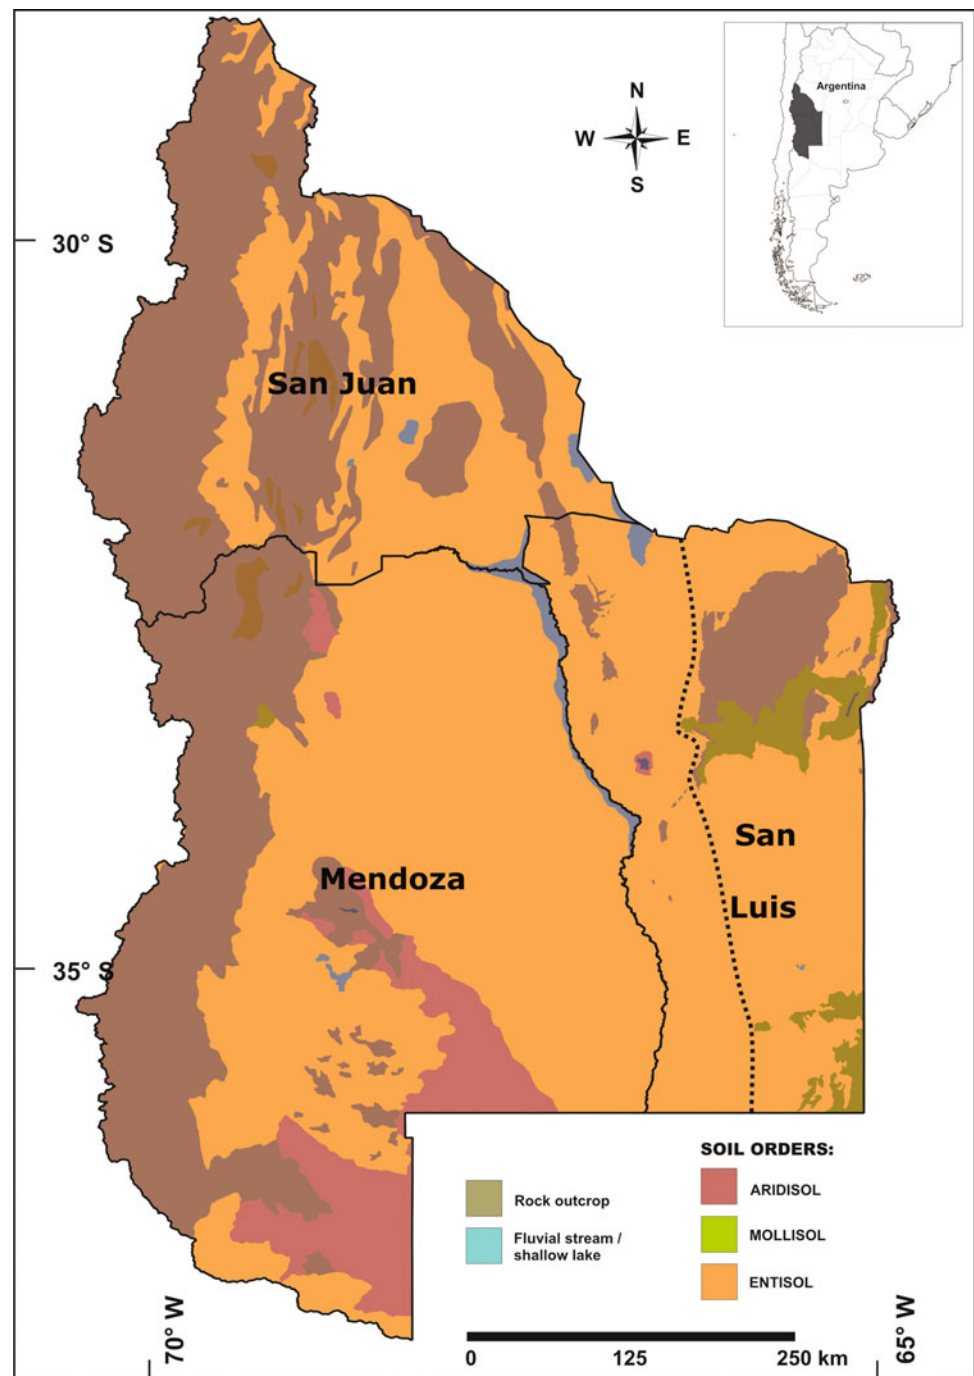 Argentina
N
W E
S
30° S
San Juan
San
Mendoza
Luis
35° S
SOIL ORDERS:
Rock outcrop
ARIDISOL
Fluvial stream /
shallow lake
MOLLISOL
ENTISOL
70° W
65° W
0 125 250 km